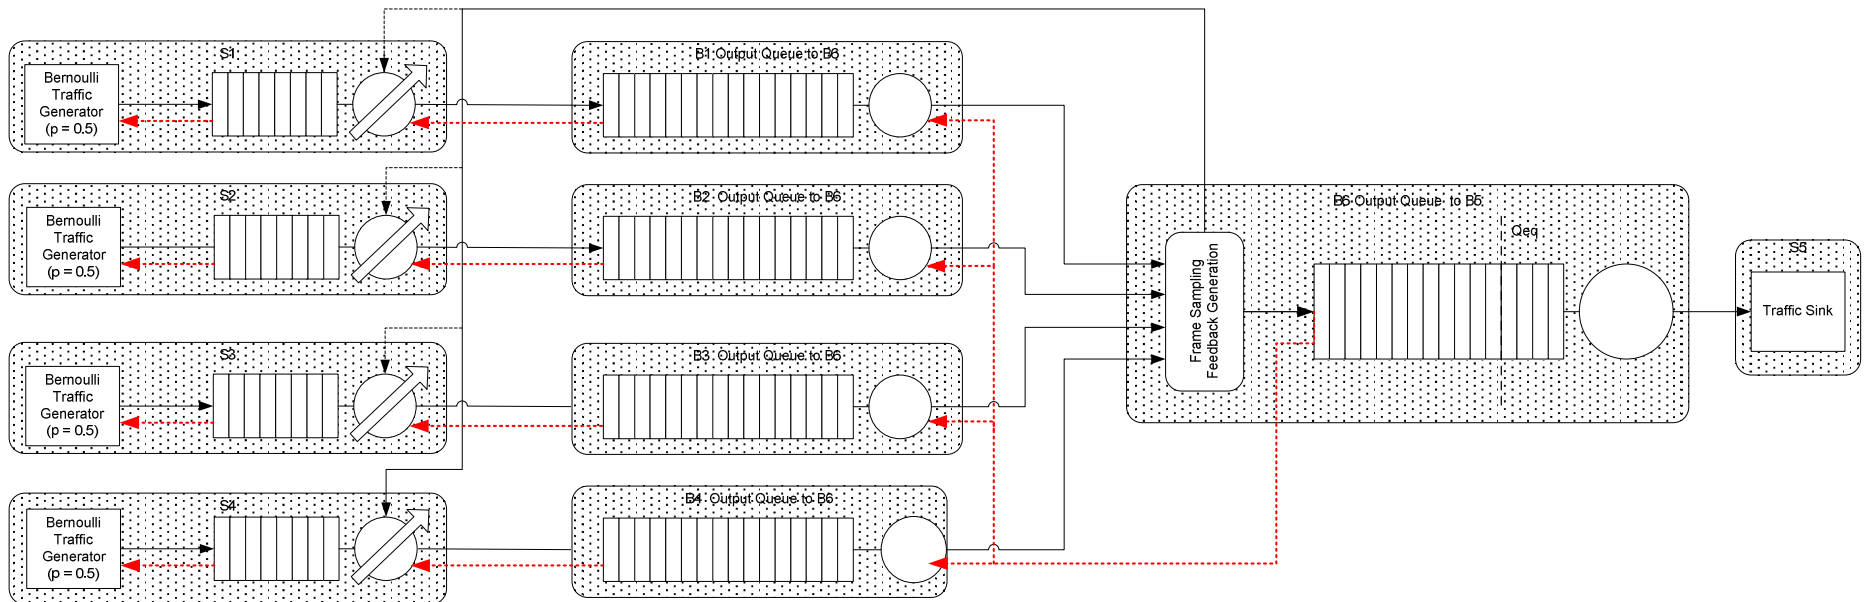 S1
Bernoulli
Traffic
Generator
(p = 0.5)
B1 Output Queue to B6
S2
Bernoulli
Traffic
Generator
(p = 0.5)
B2 Output Queue to B6
S3
Bernoulli
Traffic
Generator
(p = 0.5)
B3 Output Queue to B6
S4
Bernoulli
Traffic
Generator
(p = 0.5)
B4 Output Queue to B6
B6 Output Queue to B5
Qeq
Frame Sampling
Feedback Generation
S5
Traffic Sink